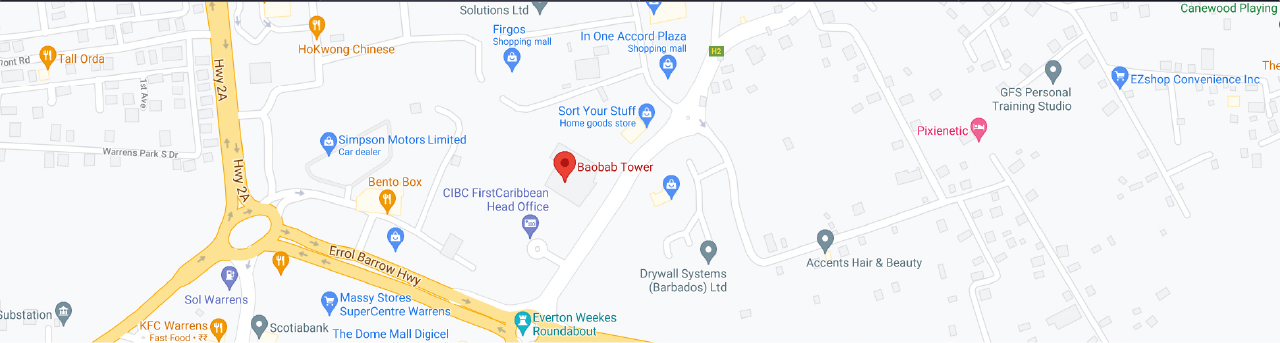 Solutions Ltd
Canewood Playing
Firgos
Shopping mall
In One Accord Plaza
Shopping mall
HoKwong Chinese
H2
Tall Orda
ront Rd
EZshop Convenience Inc
The
Hwy 2A
1st Ave
GFS Personal
Training Studio
Sort Your Stuff
Home goods store
Pixienetic
Simpson Motors Limited
Car dealer
Warrens Park S Dr
Baobab Tower
Hwy 2A
Bento Box
CIBC FirstCaribbean
Head Office
Errol Barrow Hwy
Accents Hair & Beauty
Drywall Systems
(Barbados) Ltd
Sol Warrens
Massy Stores
SuperCentre Warrens
Substation
KFC Warrens
Fast Food • ₹₹
Scotiabank
The Dome Mall Digicel
Everton Weekes
Roundabout